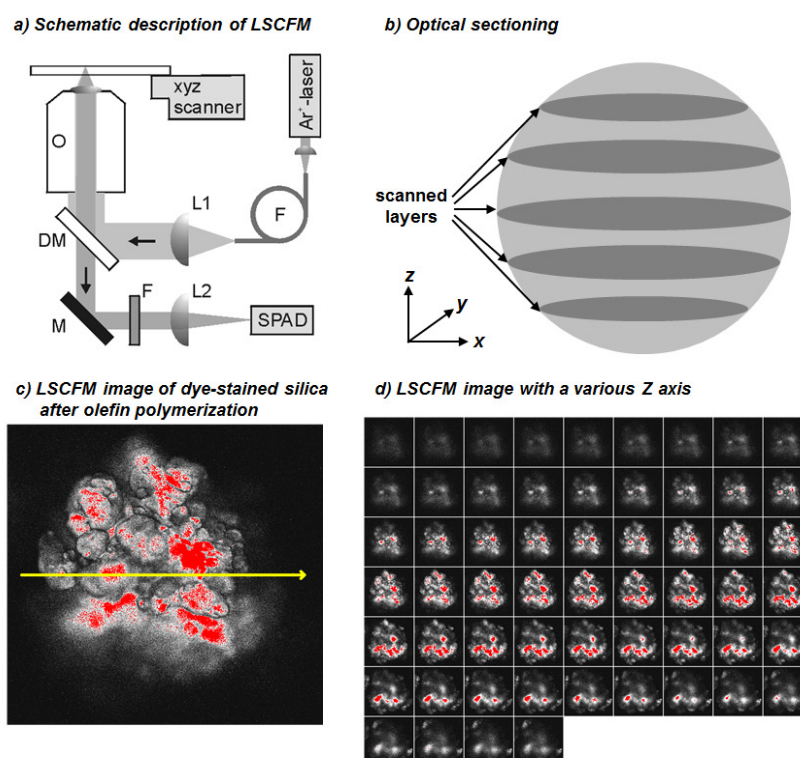 a) Schematic description of LSCFM
b) Optical sectioning
xyz
scanner
Ar⁺-laser
L1
F
DM
F
L2
M
SPAD
scanned
layers
z
y
x
c) LSCFM image of dye-stained silica
after olefin polymerization
d) LSCFM image with a various Z axis